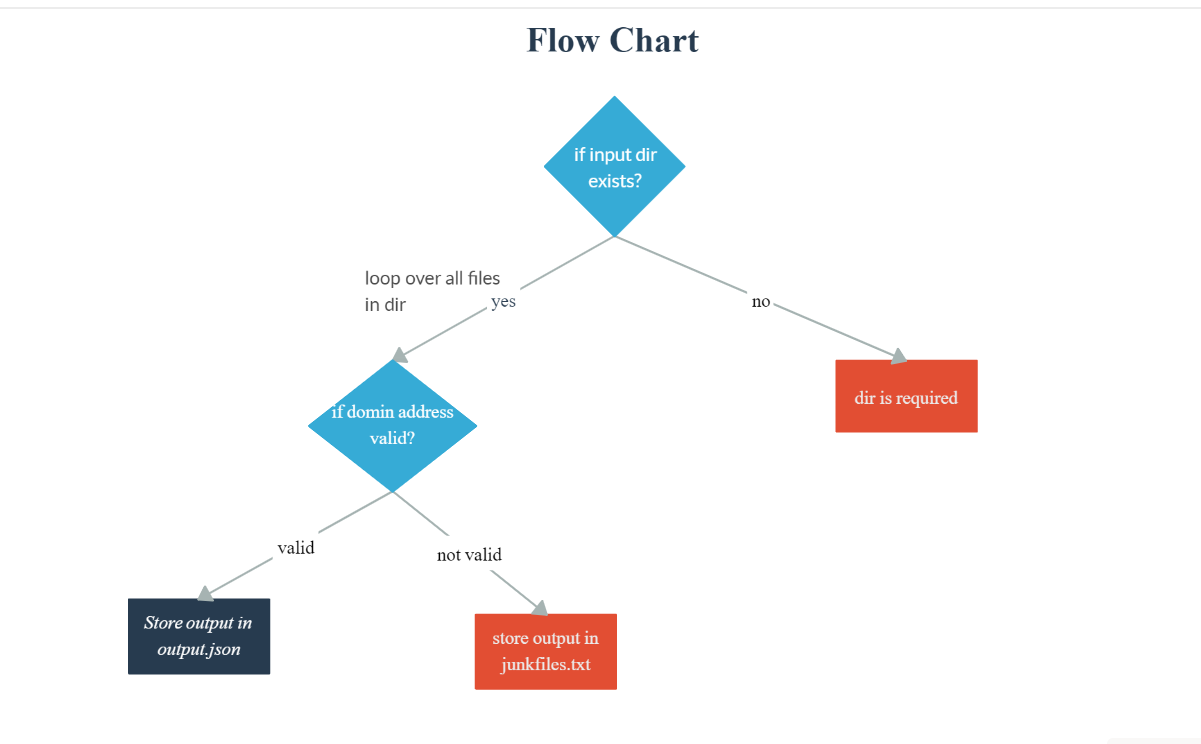 Flow Chart
if input dir
exists?
loop over all files
in dir
yes
no
if domin address
valid?
dir is required
valid
not valid
Store output in
output.json
store output in
junkfiles.txt